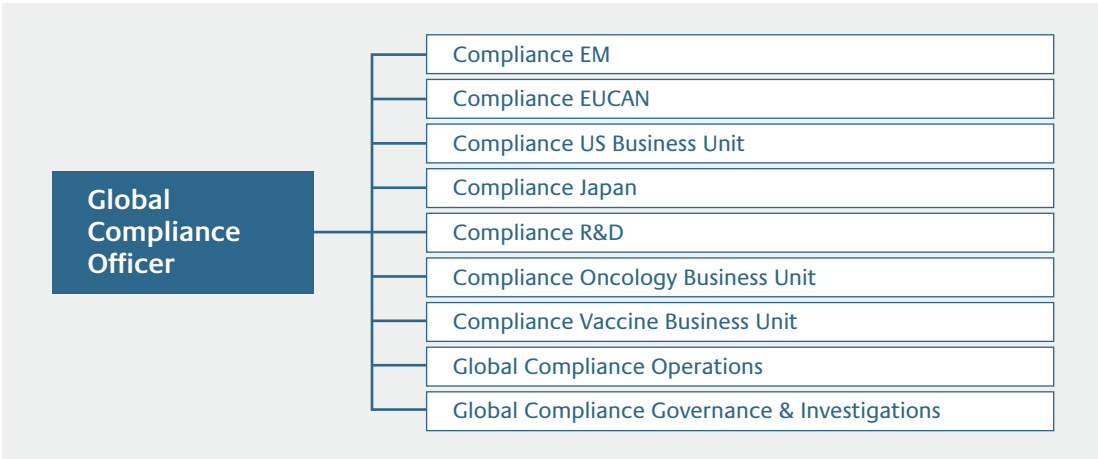 Global
Compliance
Officer
Compliance EM
Compliance EUCAN
Compliance US Business Unit
Compliance Japan
Compliance R&D
Compliance Oncology Business Unit
Compliance Vaccine Business Unit
Global Compliance Operations
Global Compliance Governance & Investigations